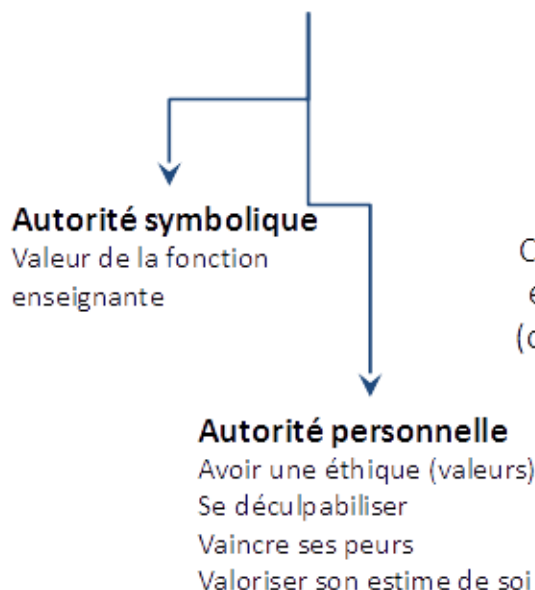 Autorité symbolique
Valeur de la fonction
enseignante
Autorité personnelle
Avoir une éthique (valeurs)
Se déculpabiliser
Vaincre ses peurs
Valoriser son estime de soi